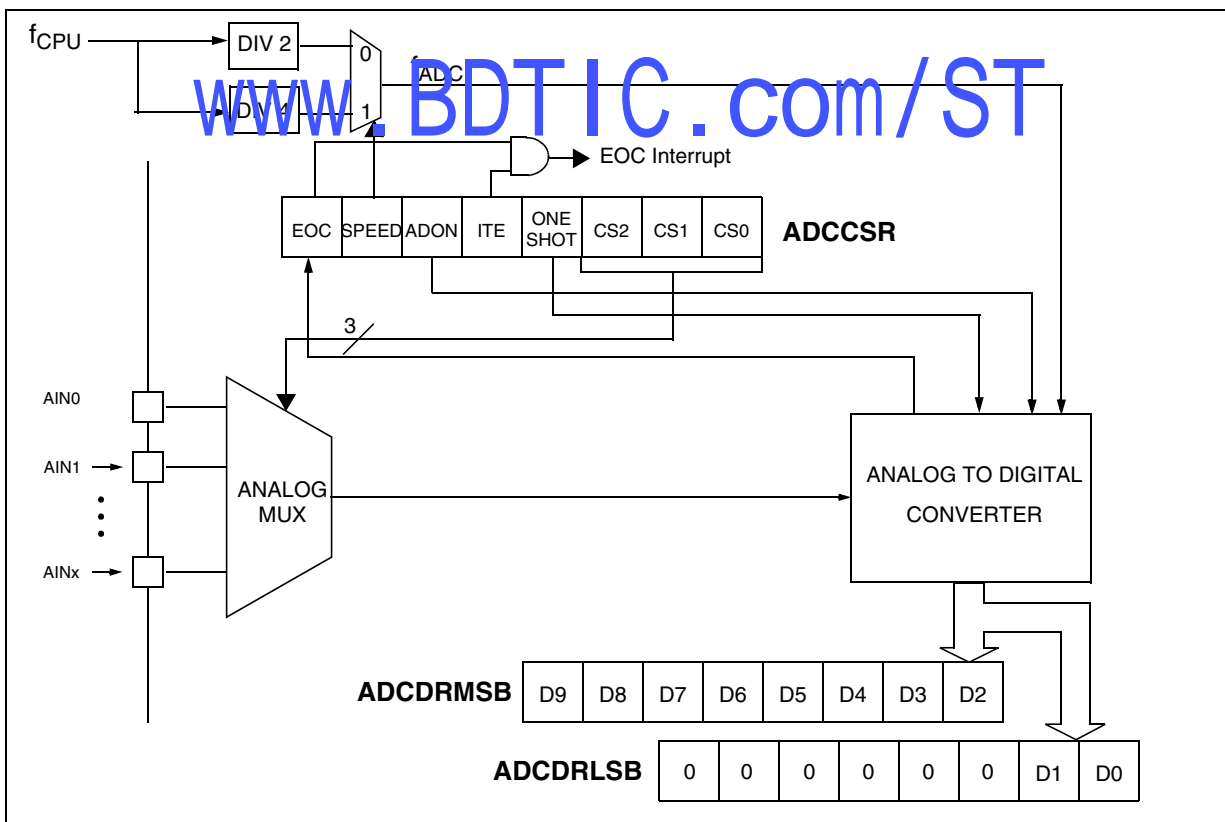 fCPU
DIV 2
0
fADC
www.BDTIC.com/ST
DIV 4
1
EOC Interrupt
EOC SPEED ADON ITE ONE SHOT CS2 CS1 CS0 ADCCSR
3
AIN0
AIN1
AINx
ANALOG
MUX
ANALOG TO DIGITAL
CONVERTER
ADCDRMSB D9 D8 D7 D6 D5 D4 D3 D2
ADCDRLSB 0 0 0 0 0 0 D1 D0